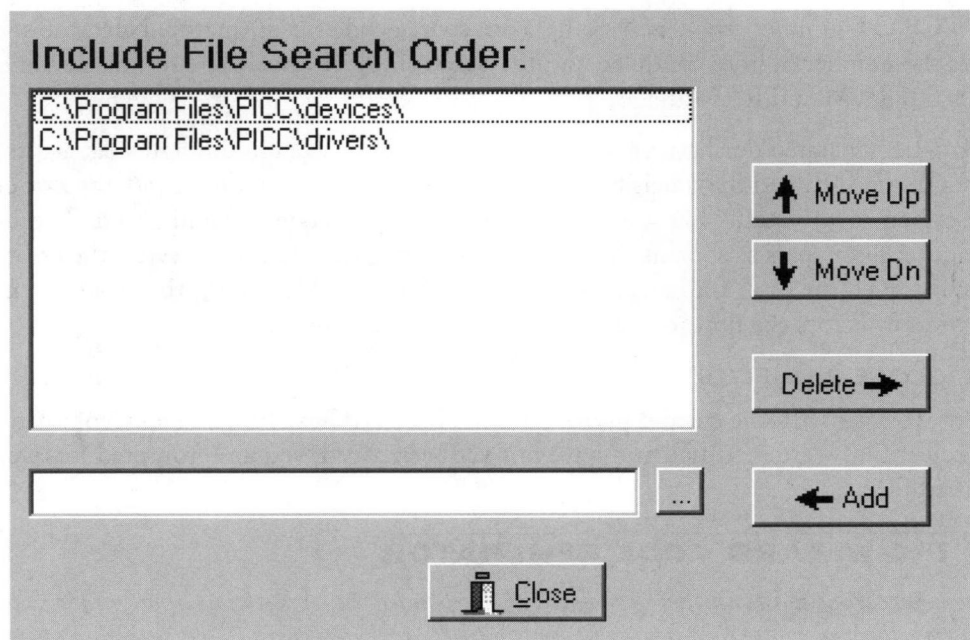 Include File Search Order:
C:\Program Files\PICC\devices\
C:\Program Files\PICC\drivers\
Move Up
Move Dn
Delete
...
Add
Close